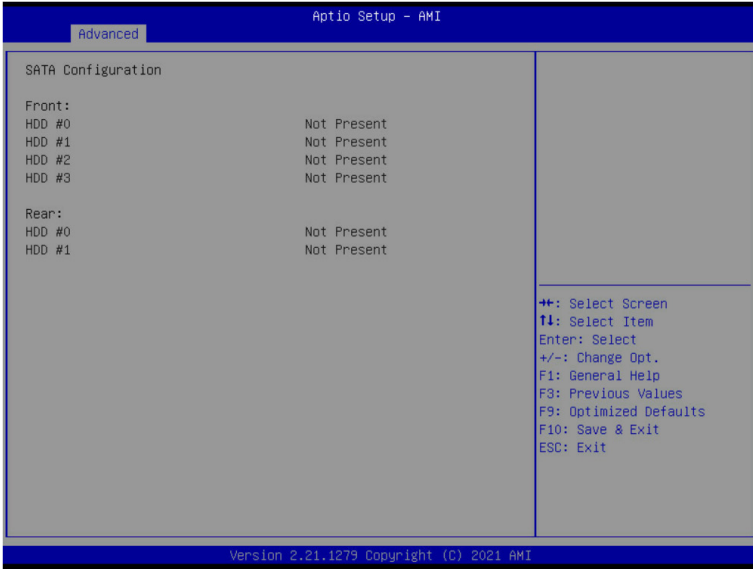 Aptio Setup – AMI
Advanced
SATA Configuration
Front:
HDD #0 Not Present
HDD #1 Not Present
HDD #2 Not Present
HDD #3 Not Present
Rear:
HDD #0 Not Present
HDD #1 Not Present
→←: Select Screen
↑↓: Select Item
Enter: Select
+/-: Change Opt.
F1: General Help
F3: Previous Values
F9: Optimized Defaults
F10: Save & Exit
ESC: Exit
Version 2.21.1279 Copyright (C) 2021 AMI